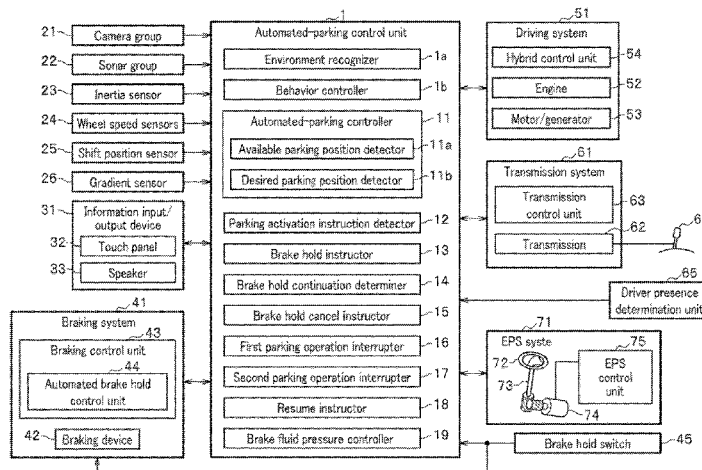 1
21
Camera group
22
Sonar group
23
Inertia sensor
24
Wheel speed sensors
25
Shift position sensor
26
Gradient sensor
31
Information input/
output device
32
Touch panel
33
Speaker
41
Braking system
43
Braking control unit
44
Automated brake hold
control unit
42
Braking device
Automated-parking control unit
Environment recognizer
1a
Behavior controller
1b
Automated-parking controller
11
Available parking position detector
11a
Desired parking position detector
11b
Parking activation instruction detector
12
Brake hold instructor
13
Brake hold continuation determiner
14
Brake hold cancel instructor
15
First parking operation interrupter
16
Second parking operation interrupter
17
Resume instructor
18
Brake fluid pressure controller
19
51
Driving system
Hybrid control unit
54
Engine
52
Motor/generator
53
61
Transmission system
Transmission
control unit
63
62
Transmission
6
65
Driver presence
determination unit
71
EPS syste
72
73
74
75
EPS
control
unit
45
Brake hold switch